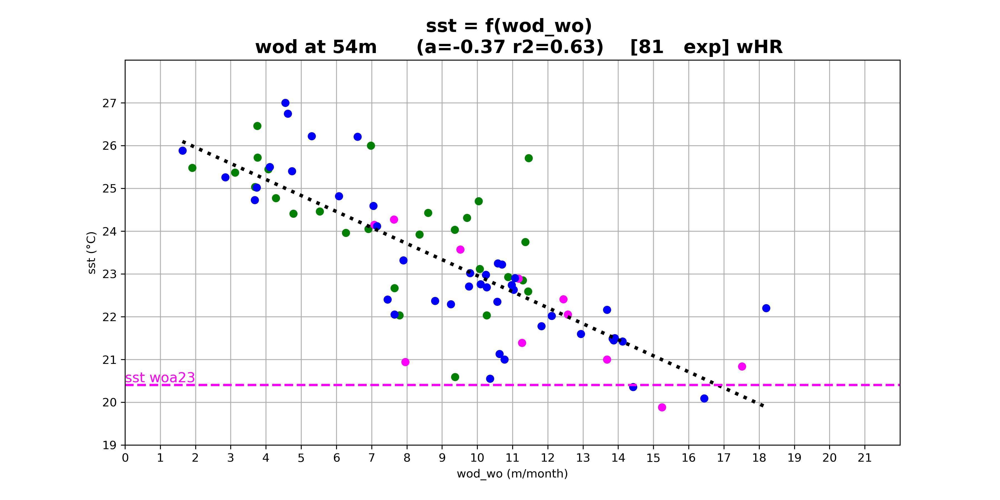 sst = f(wod_wo)
wod at 54m (a=-0.37 r2=0.63) [81 exp] wHR
27
26
25
24
23
22
21
20
19
sst (°C)
sst woa23
0 1 2 3 4 5 6 7 8 9 10 11 12 13 14 15 16 17 18 19 20 21
wod_wo (m/month)